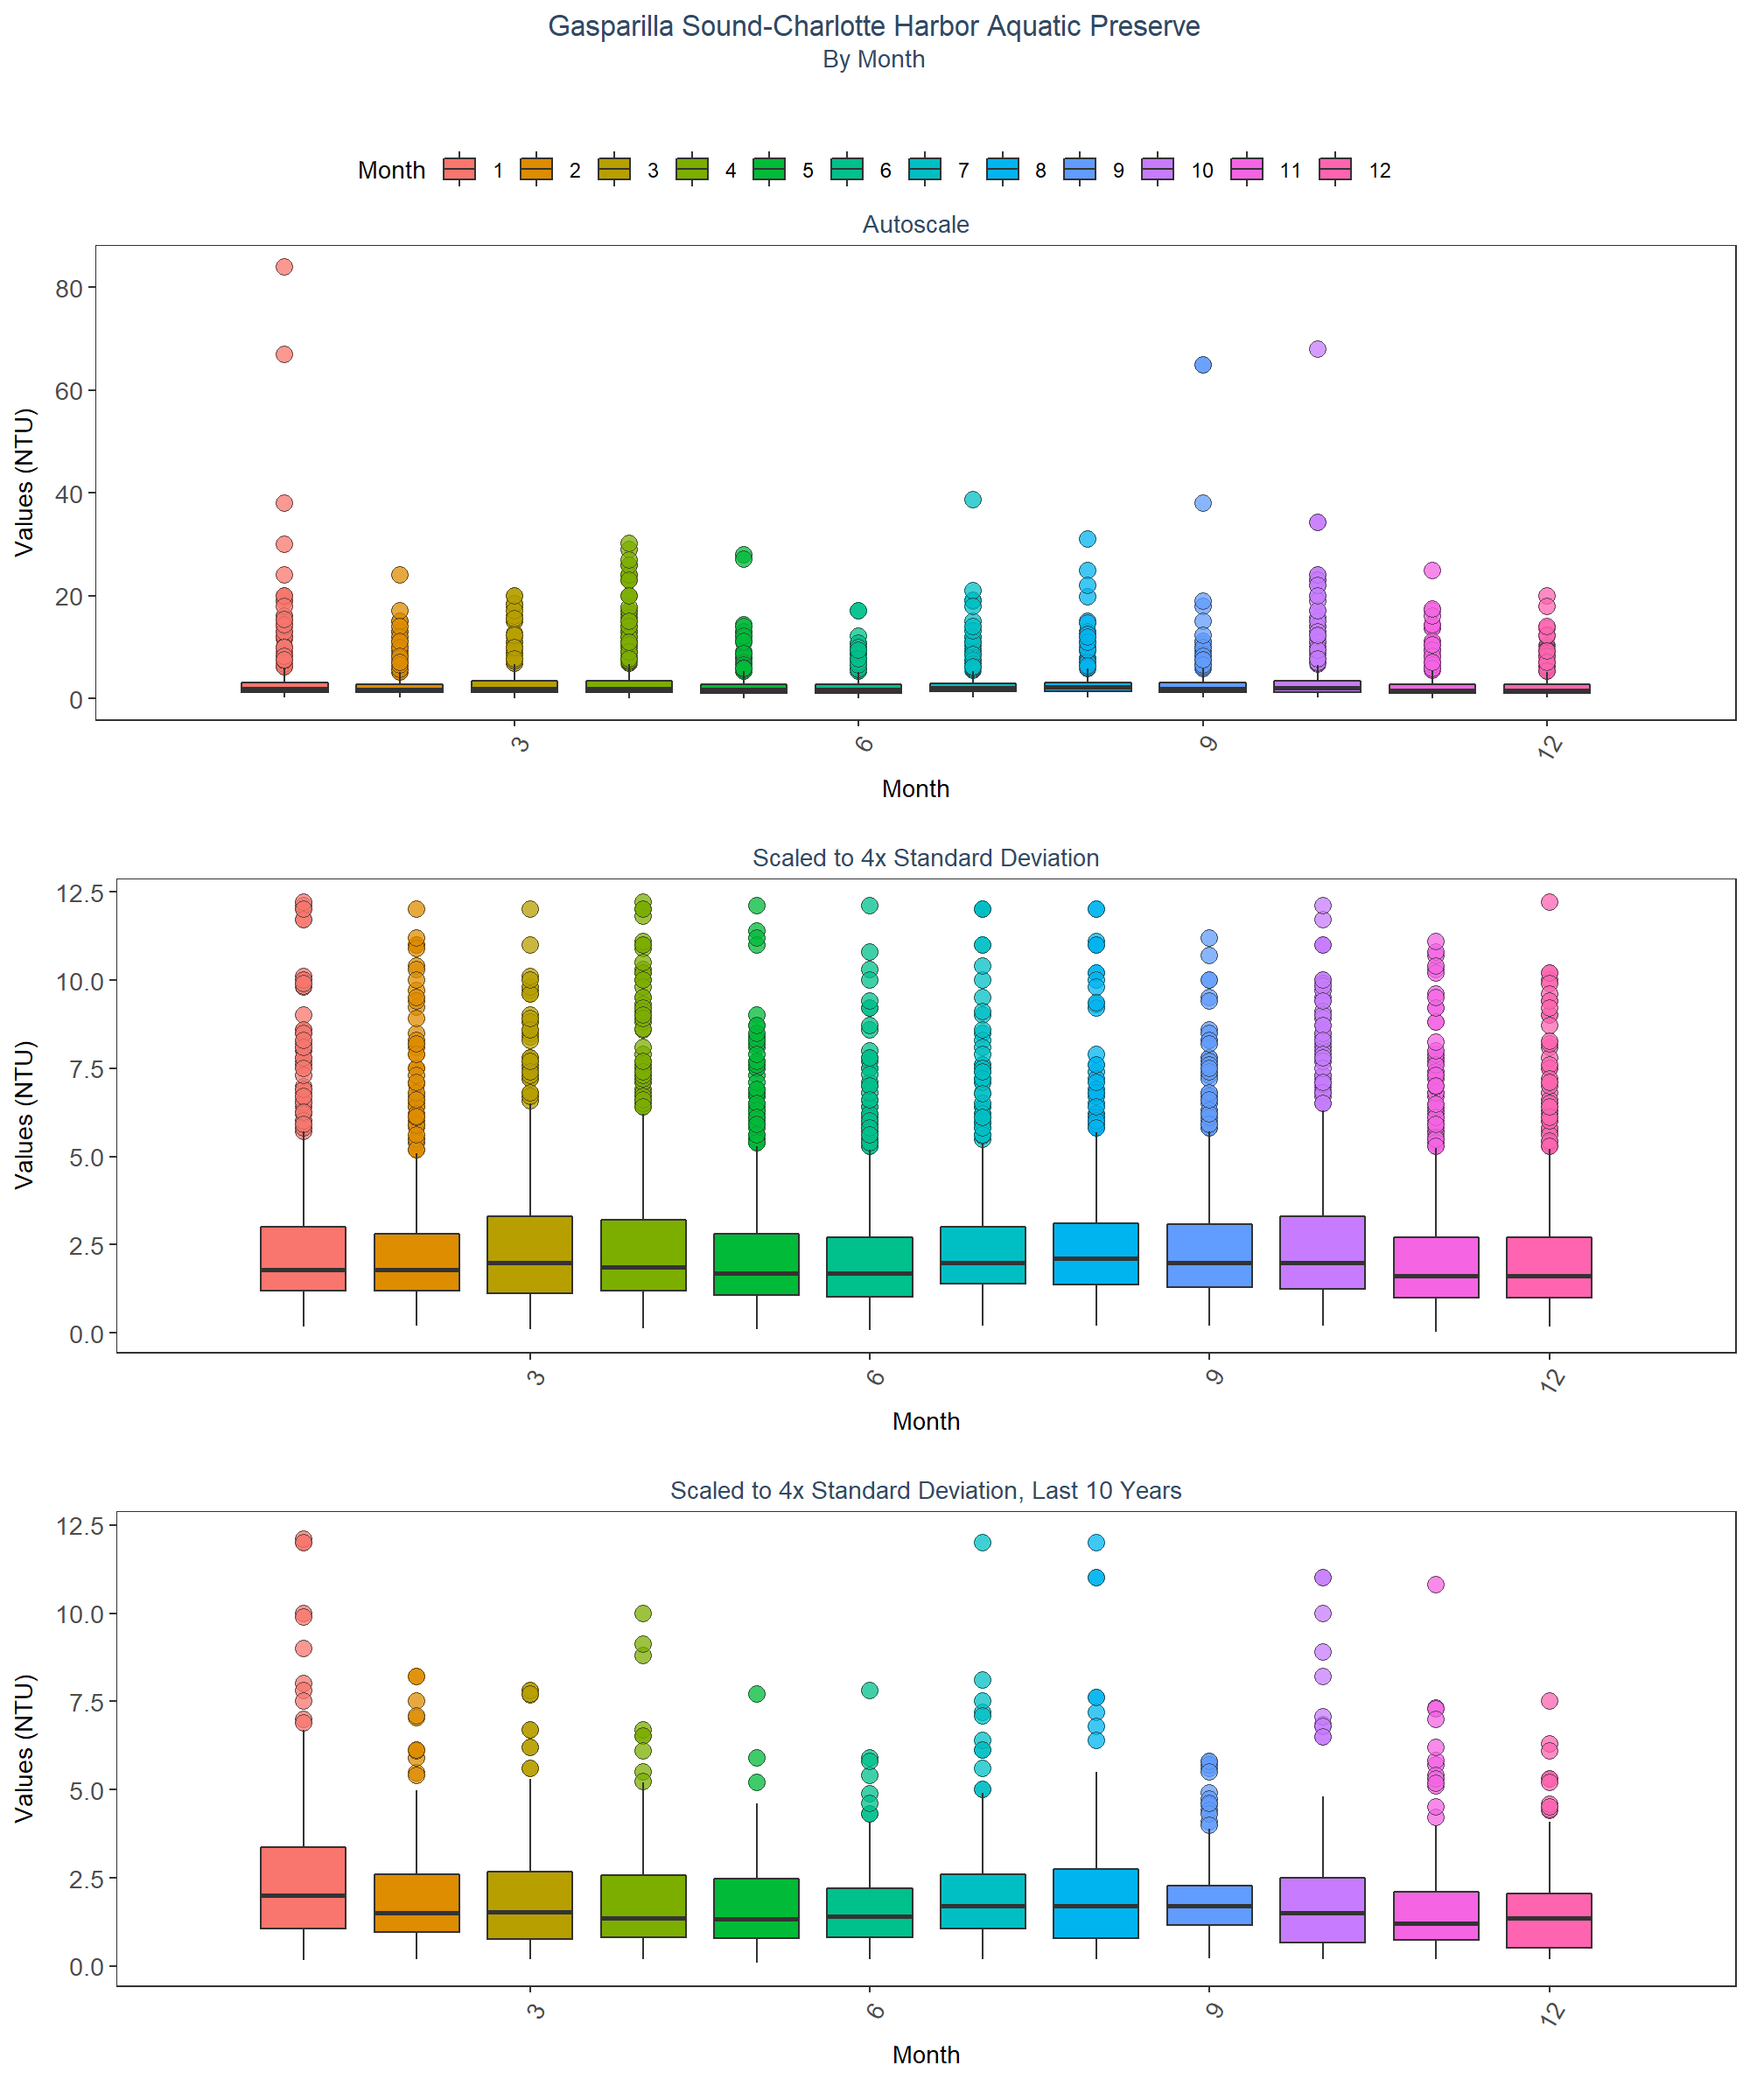 Gasparilla Sound-Charlotte Harbor Aquatic Preserve
By Month
Month 1 2 3 4 5 6 7 8 9 10 11 12
Autoscale
80
60
40
20
0
Values (NTU)
3 6 9 12
Month
Scaled to 4x Standard Deviation
12.5
10.0
7.5
5.0
2.5
0.0
Values (NTU)
3 6 9 12
Month
Scaled to 4x Standard Deviation, Last 10 Years
12.5
10.0
7.5
5.0
2.5
0.0
Values (NTU)
3 6 9 12
Month